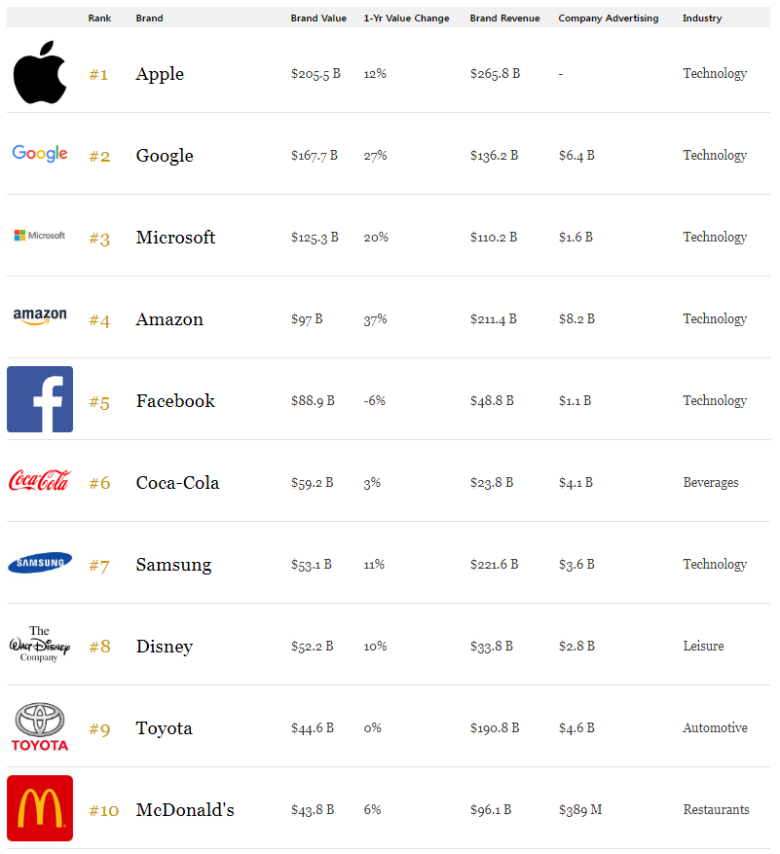 Rank Brand Brand Value 1-Yr Value Change Brand Revenue Company Advertising Industry
#1 Apple $205.5 B 12% $265.8 B - Technology
Google #2 Google $167.7 B 27% $136.2 B $6.4 B Technology
Microsoft #3 Microsoft $125.3 B 20% $110.2 B $1.6 B Technology
amazon #4 Amazon $97 B 37% $211.4 B $8.2 B Technology
f #5 Facebook $88.9 B -6% $48.8 B $1.1 B Technology
Coca-Cola #6 Coca-Cola $59.2 B 3% $23.8 B $4.1 B Beverages
SAMSUNG #7 Samsung $53.1 B 11% $221.6 B $3.6 B Technology
The
WALT DISNEY #8 Disney $52.2 B 10% $33.8 B $2.8 B Leisure
Company
#9 Toyota $44.6 B 0% $190.8 B $4.6 B Automotive
TOYOTA
M #10 McDonald's $43.8 B 6% $96.1 B $389 M Restaurants